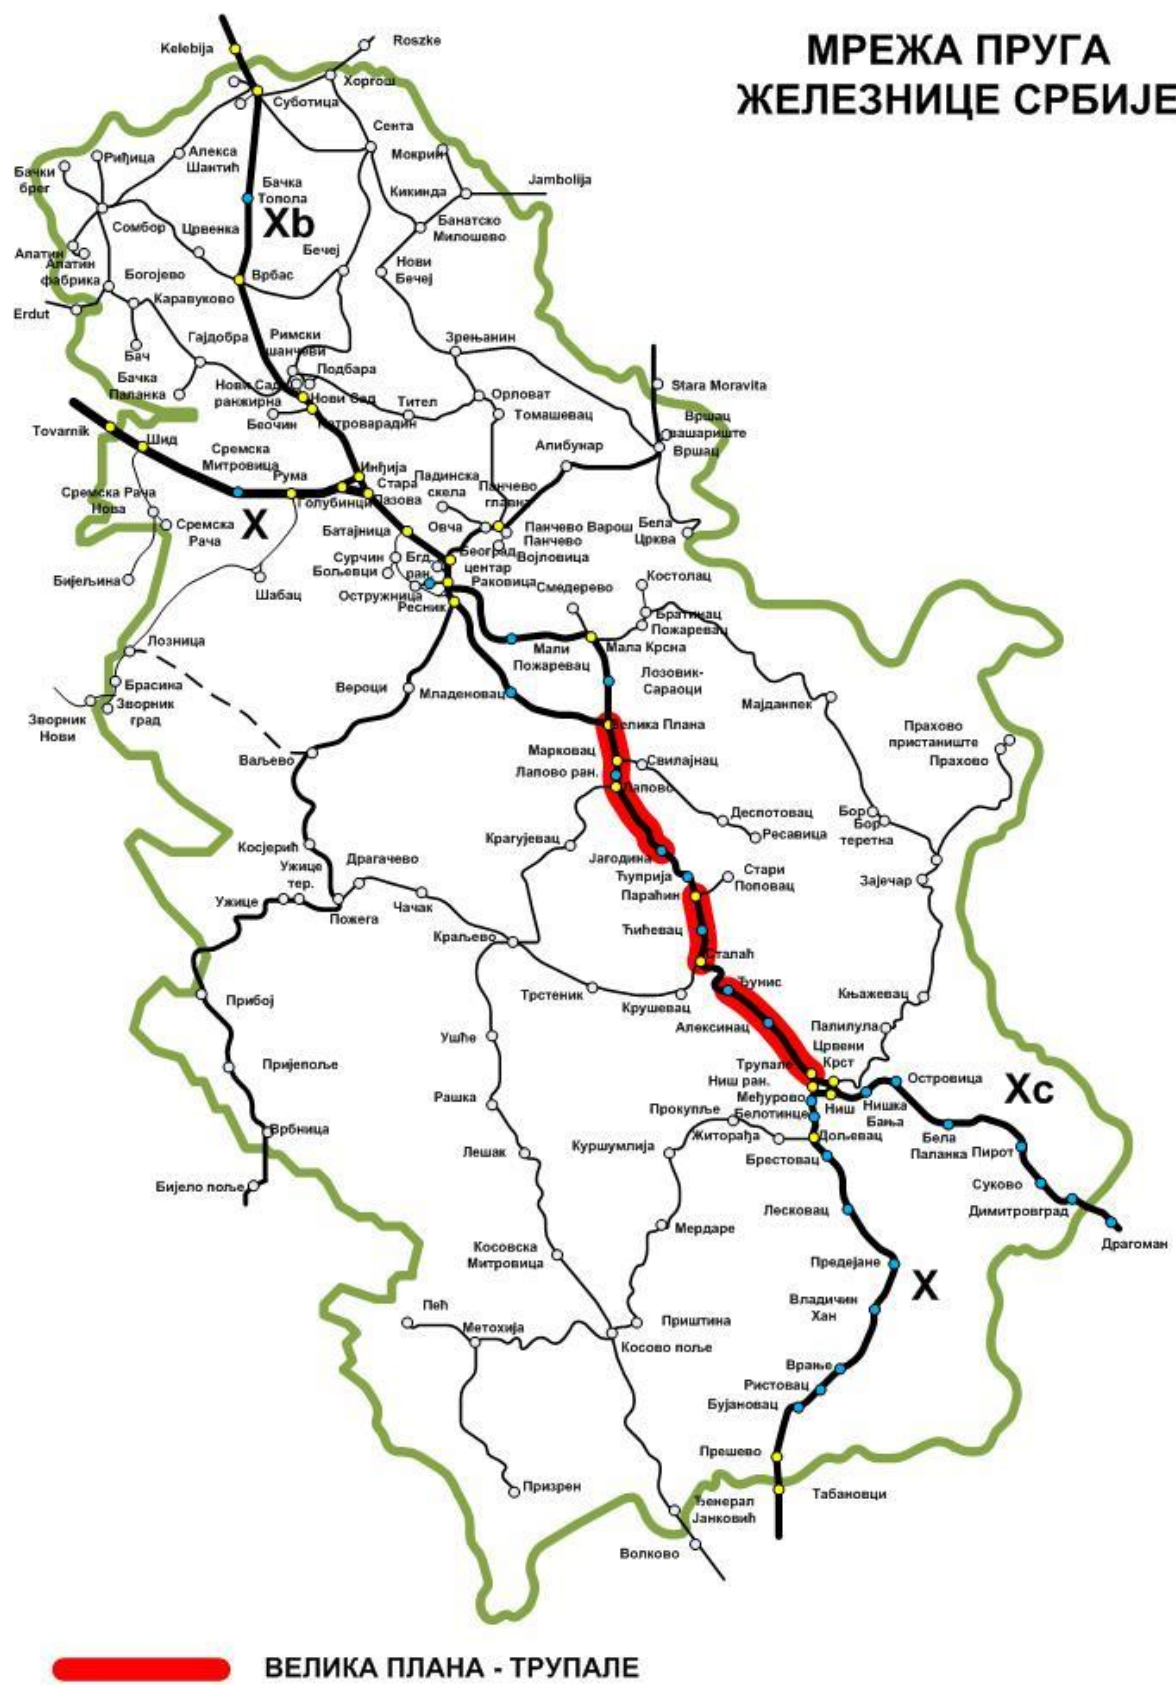 МРЕЖА ПРУГА
ЖЕЛЕЗНИЦЕ СРБИЈЕ
Kelebija
Roszke
Хоргош
Суботица
Сента
Мокрин
Риђица
Алекса
Шантић
Бачки
брег
Бачка
Топола
Xb
Кикинда
Jambolija
Сомбор
Црвенка
Банатско
Милошево
Бечеј
Апатин
Апатин
фабрика
Богојево
Врбас
Нови
Бечеј
Каравуково
Erdut
Гајдобра
Римски
шанчеви
Зрењанин
Бач
Подбара
Бачка
Паланка
Нови Сад
ранжирна
Нови Сад
Stara Moravita
Орловат
Тител
Томашевац
Беочин
Петроварадин
Вршац
вашариште
Вршац
Tovarnik
Шид
Сремска
Митровица
Рума
Алибунар
Инђија
Стара
Пазова
Голубинци
Падинска
скела
Панчево
главна
Сремска Рача
Нова
X
Сремска
Рача
Батајница
Овча
Панчево Варош
Панчево
Војловица
Бела
Црква
Сурчин
Бољевци
Бгд.
ран.
Београд
центар
Бијељина
Шабац
Остружница
Раковица
Ресник
Смедерево
Костолац
Братинац
Пожаревац
Лозница
Мали
Пожаревац
Мала Крсна
Брасина
Зворник
град
Зворник
Нови
Вероци
Младеновац
Лозовик-
Сараоци
Мајданпек
Велика Плана
Прахово
пристаниште
Прахово
Ваљево
Марковац
Свилајнац
Лапово ран.
Лапово
Деспотовац
Ресавица
Бор
Бор
теретна
Крагујевац
Косјерић
Драгачево
Јагодина
Ћуприја
Стари
Поповац
Ужице
тер.
Параћин
Зајечар
Ужице
Пожега
Чачак
Ћићевац
Краљево
Сталаћ
Ђунис
Прибој
Трстеник
Крушевац
Књажевац
Алексинац
Палилула
Ушће
Црвени
Крст
Пријепоље
Трупале
Ниш ран.
Островица
Xc
Рашка
Међурово
Ниш
Нишка
Бања
Прокупље
Белотинце
Врбница
Житорађа
Дољевац
Бела
Паланка
Пирот
Куршумлија
Лешак
Брестовац
Бијело поље
Суково
Лесковац
Димитровград
Мердаре
Драгоман
Косовска
Митровица
Предејане
X
Владичин
Хан
Пећ
Метохија
Приштина
Косово поље
Врање
Ристовац
Бујановац
Прешево
Призрен
Табановци
Ђенерал
Јанковић
Волково
ВЕЛИКА ПЛАНА - ТРУПАЛЕ